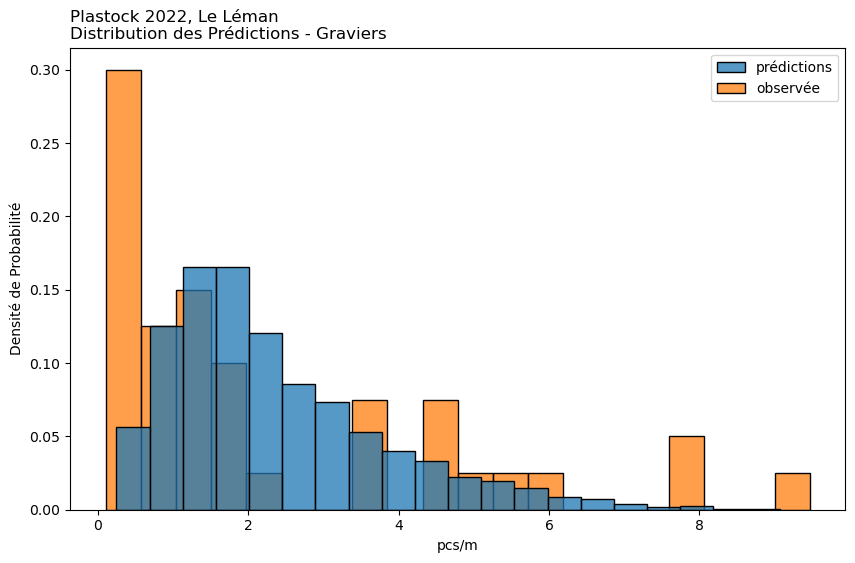 Plastock 2022, Le Léman
Distribution des Prédictions - Graviers
prédictions
observée
Densité de Probabilité
0.30
0.25
0.20
0.15
0.10
0.05
0.00
0
2
4
6
8
pcs/m